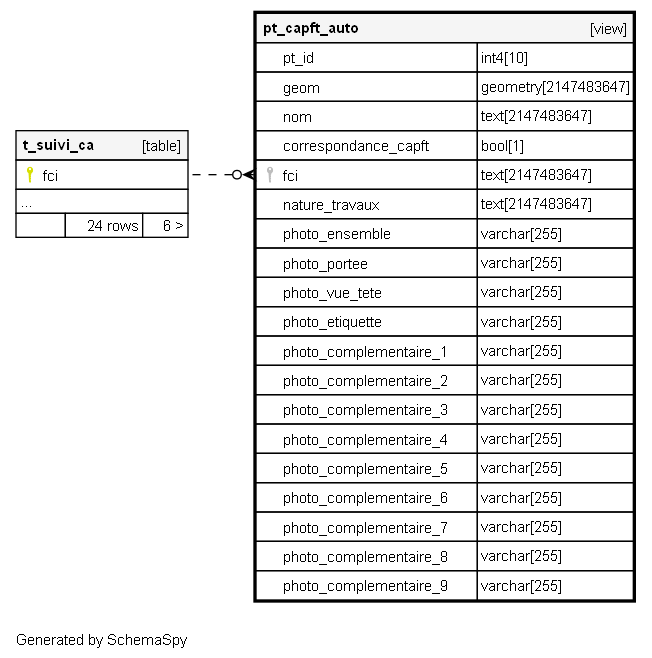 t_suivi_ca [table]
fci
...
24 rows 6 >
pt_capft_auto [view]
pt_id int4[10]
geom geometry[2147483647]
nom text[2147483647]
correspondance_capft bool[1]
fci text[2147483647]
nature_travaux text[2147483647]
photo_ensemble varchar[255]
photo_portee varchar[255]
photo_vue_tete varchar[255]
photo_etiquette varchar[255]
photo_complementaire_1 varchar[255]
photo_complementaire_2 varchar[255]
photo_complementaire_3 varchar[255]
photo_complementaire_4 varchar[255]
photo_complementaire_5 varchar[255]
photo_complementaire_6 varchar[255]
photo_complementaire_7 varchar[255]
photo_complementaire_8 varchar[255]
photo_complementaire_9 varchar[255]
Generated by SchemaSpy